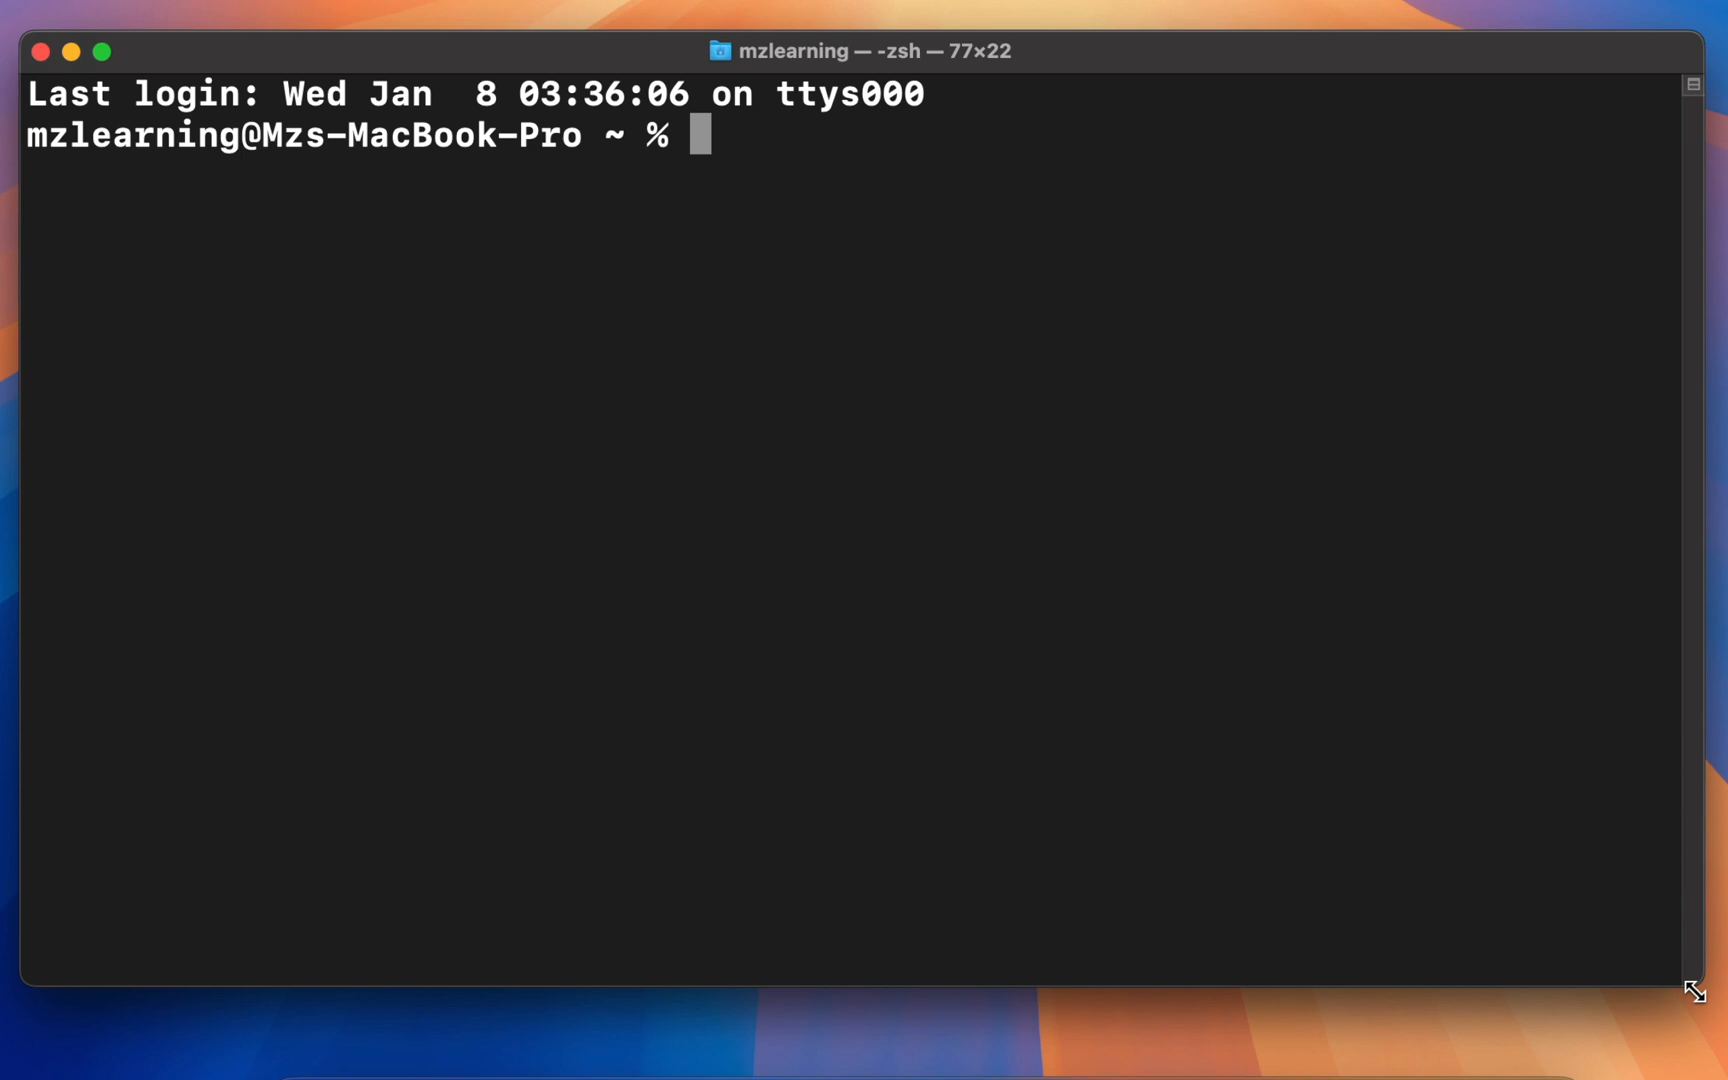 mzlearning — -zsh — 77×22
Last login: Wed Jan  8 03:36:06 on ttys000
mzlearning@Mzs-MacBook-Pro ~ %